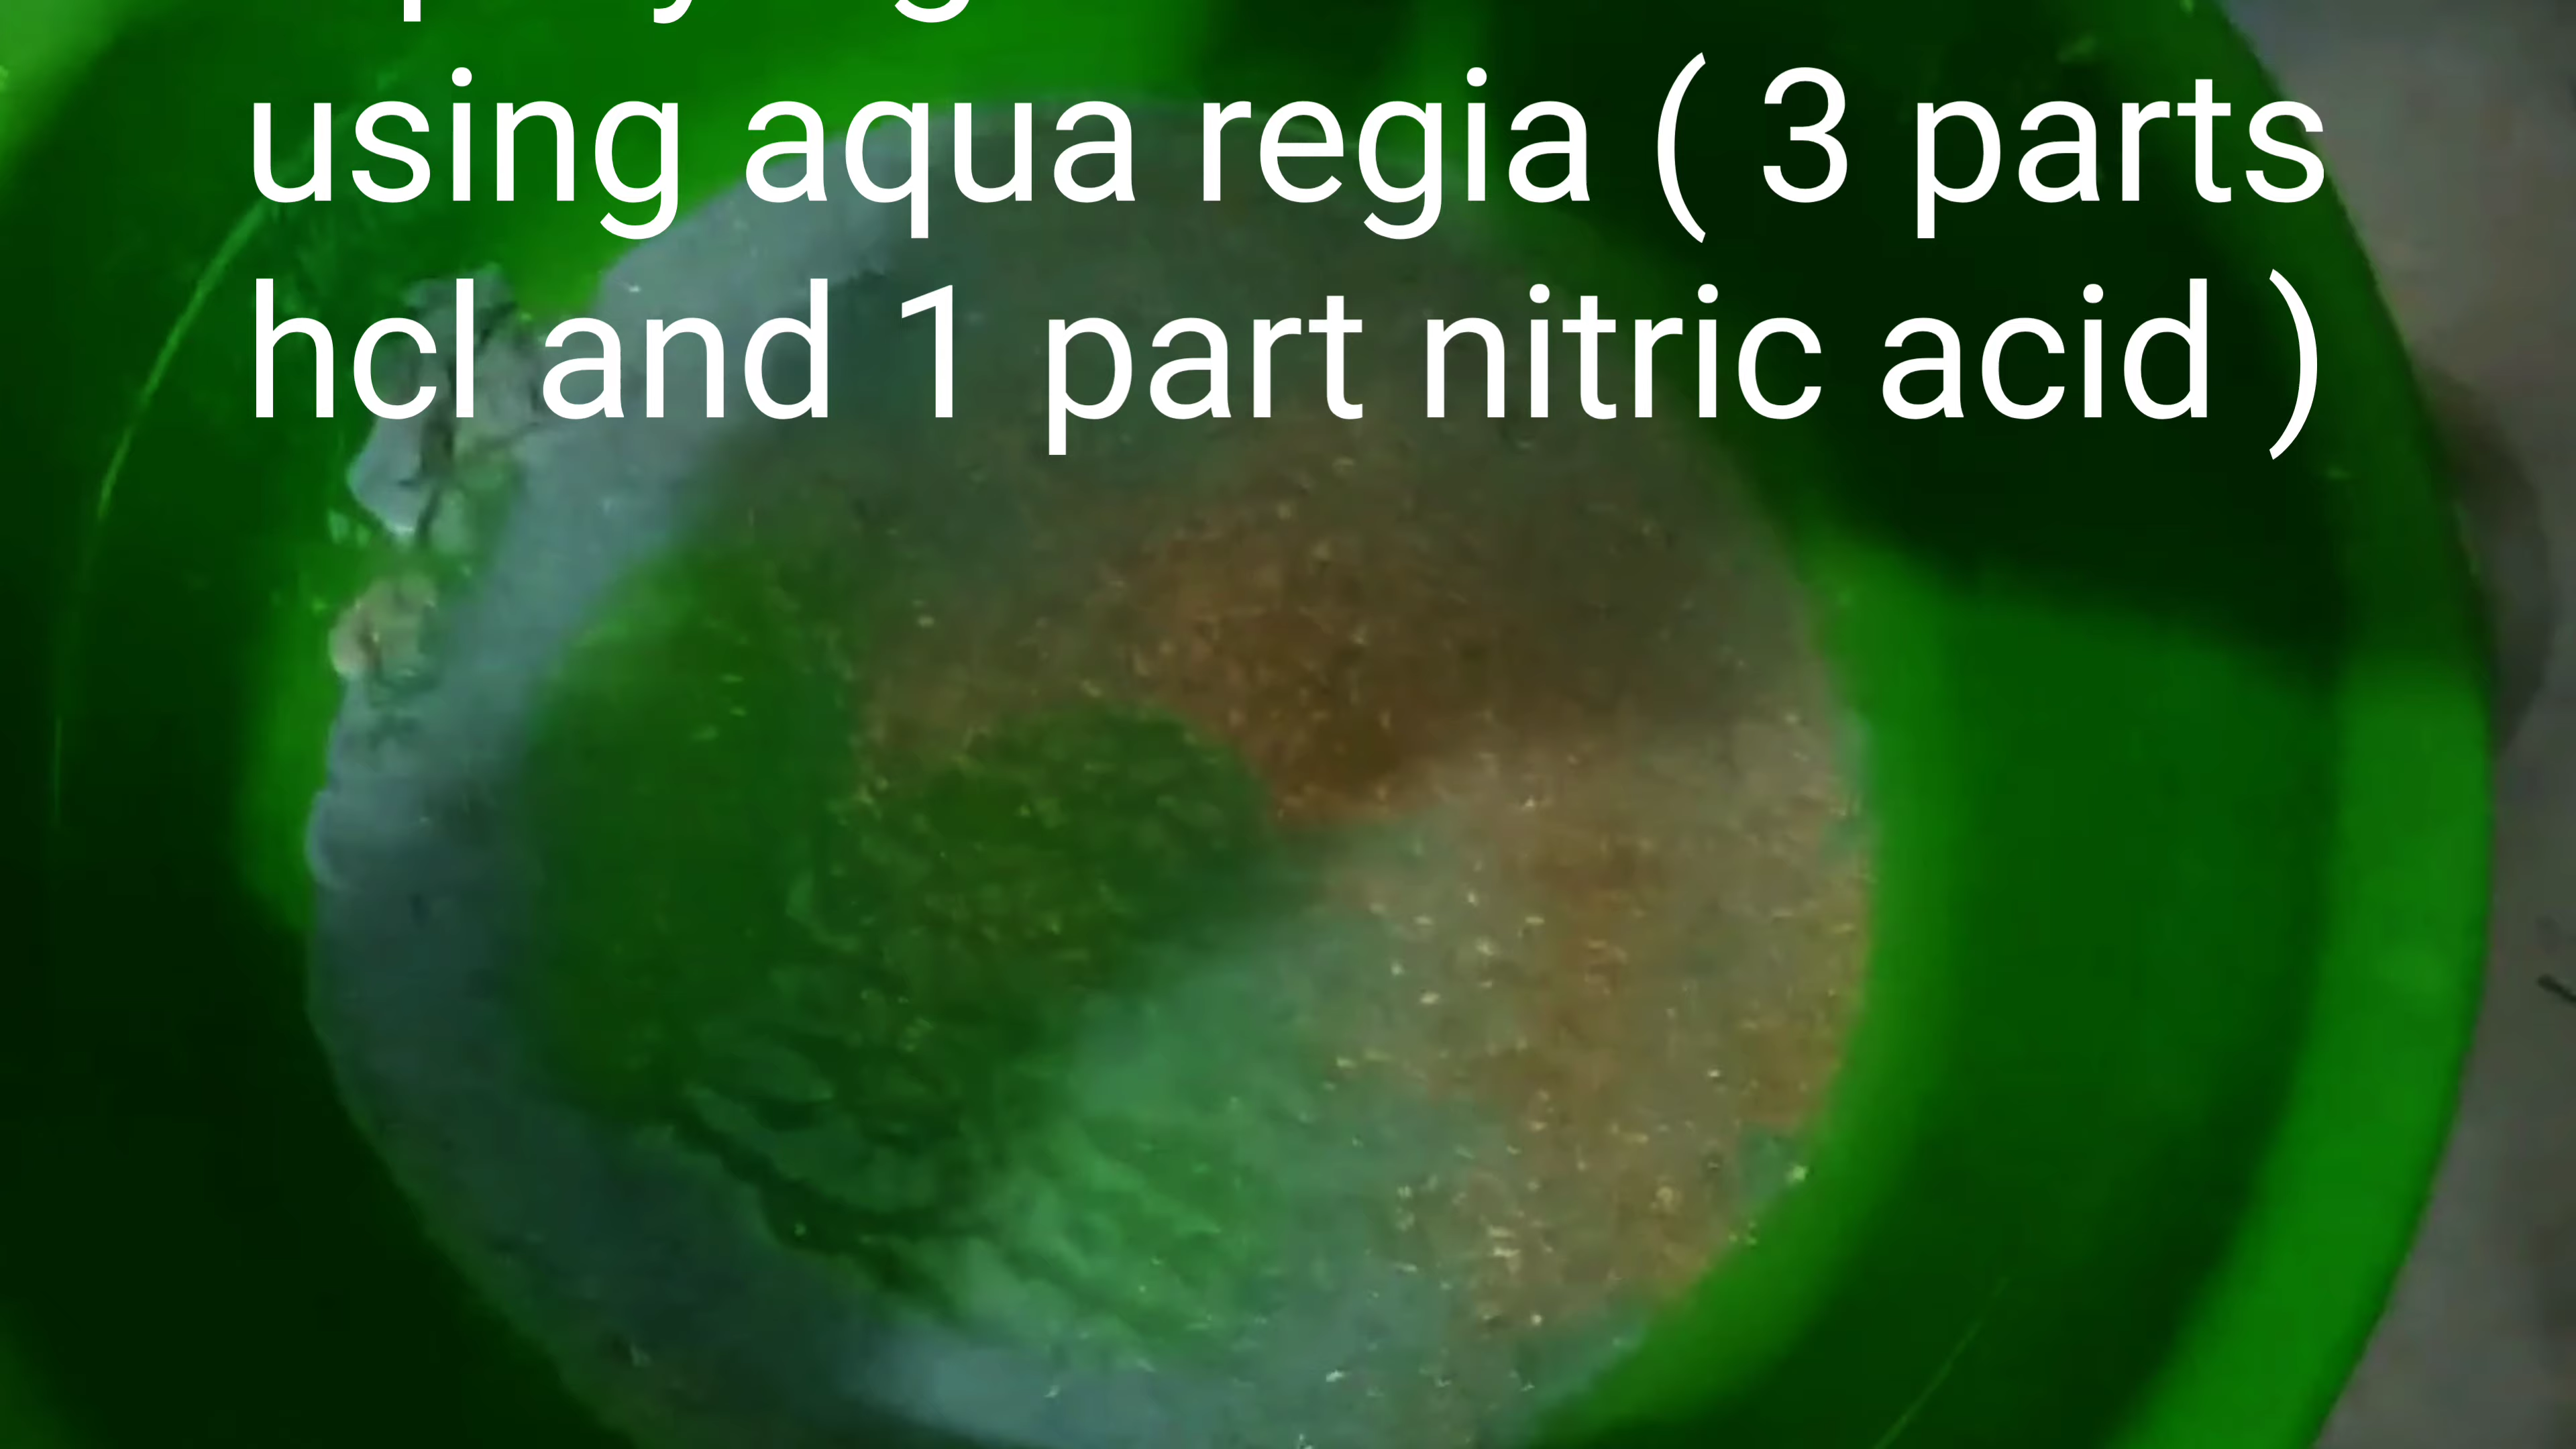 using aqua regia ( 3 parts
hcl and 1 part nitric acid )